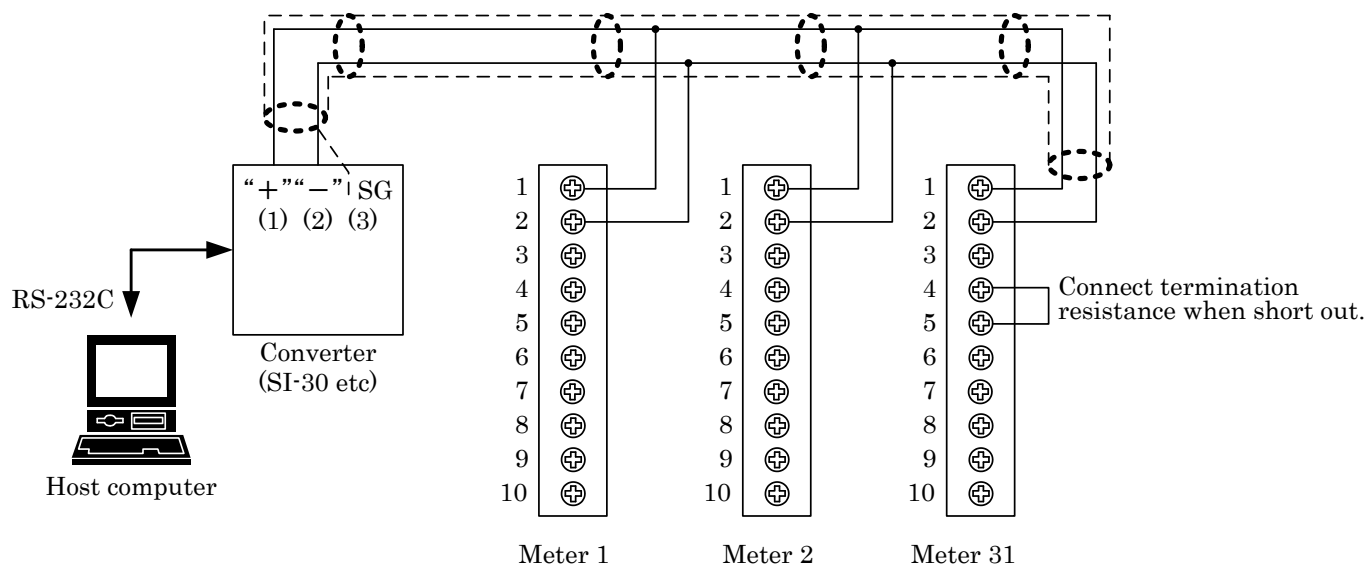 “+”“−” SG
(1) (2) (3)
RS-232C
Converter
(SI-30 etc)
Host computer
1
2
3
4
5
6
7
8
9
10
Meter 1
1
2
3
4
5
6
7
8
9
10
Meter 2
1
2
3
4
5
6
7
8
9
10
Meter 31
Connect termination
resistance when short out.